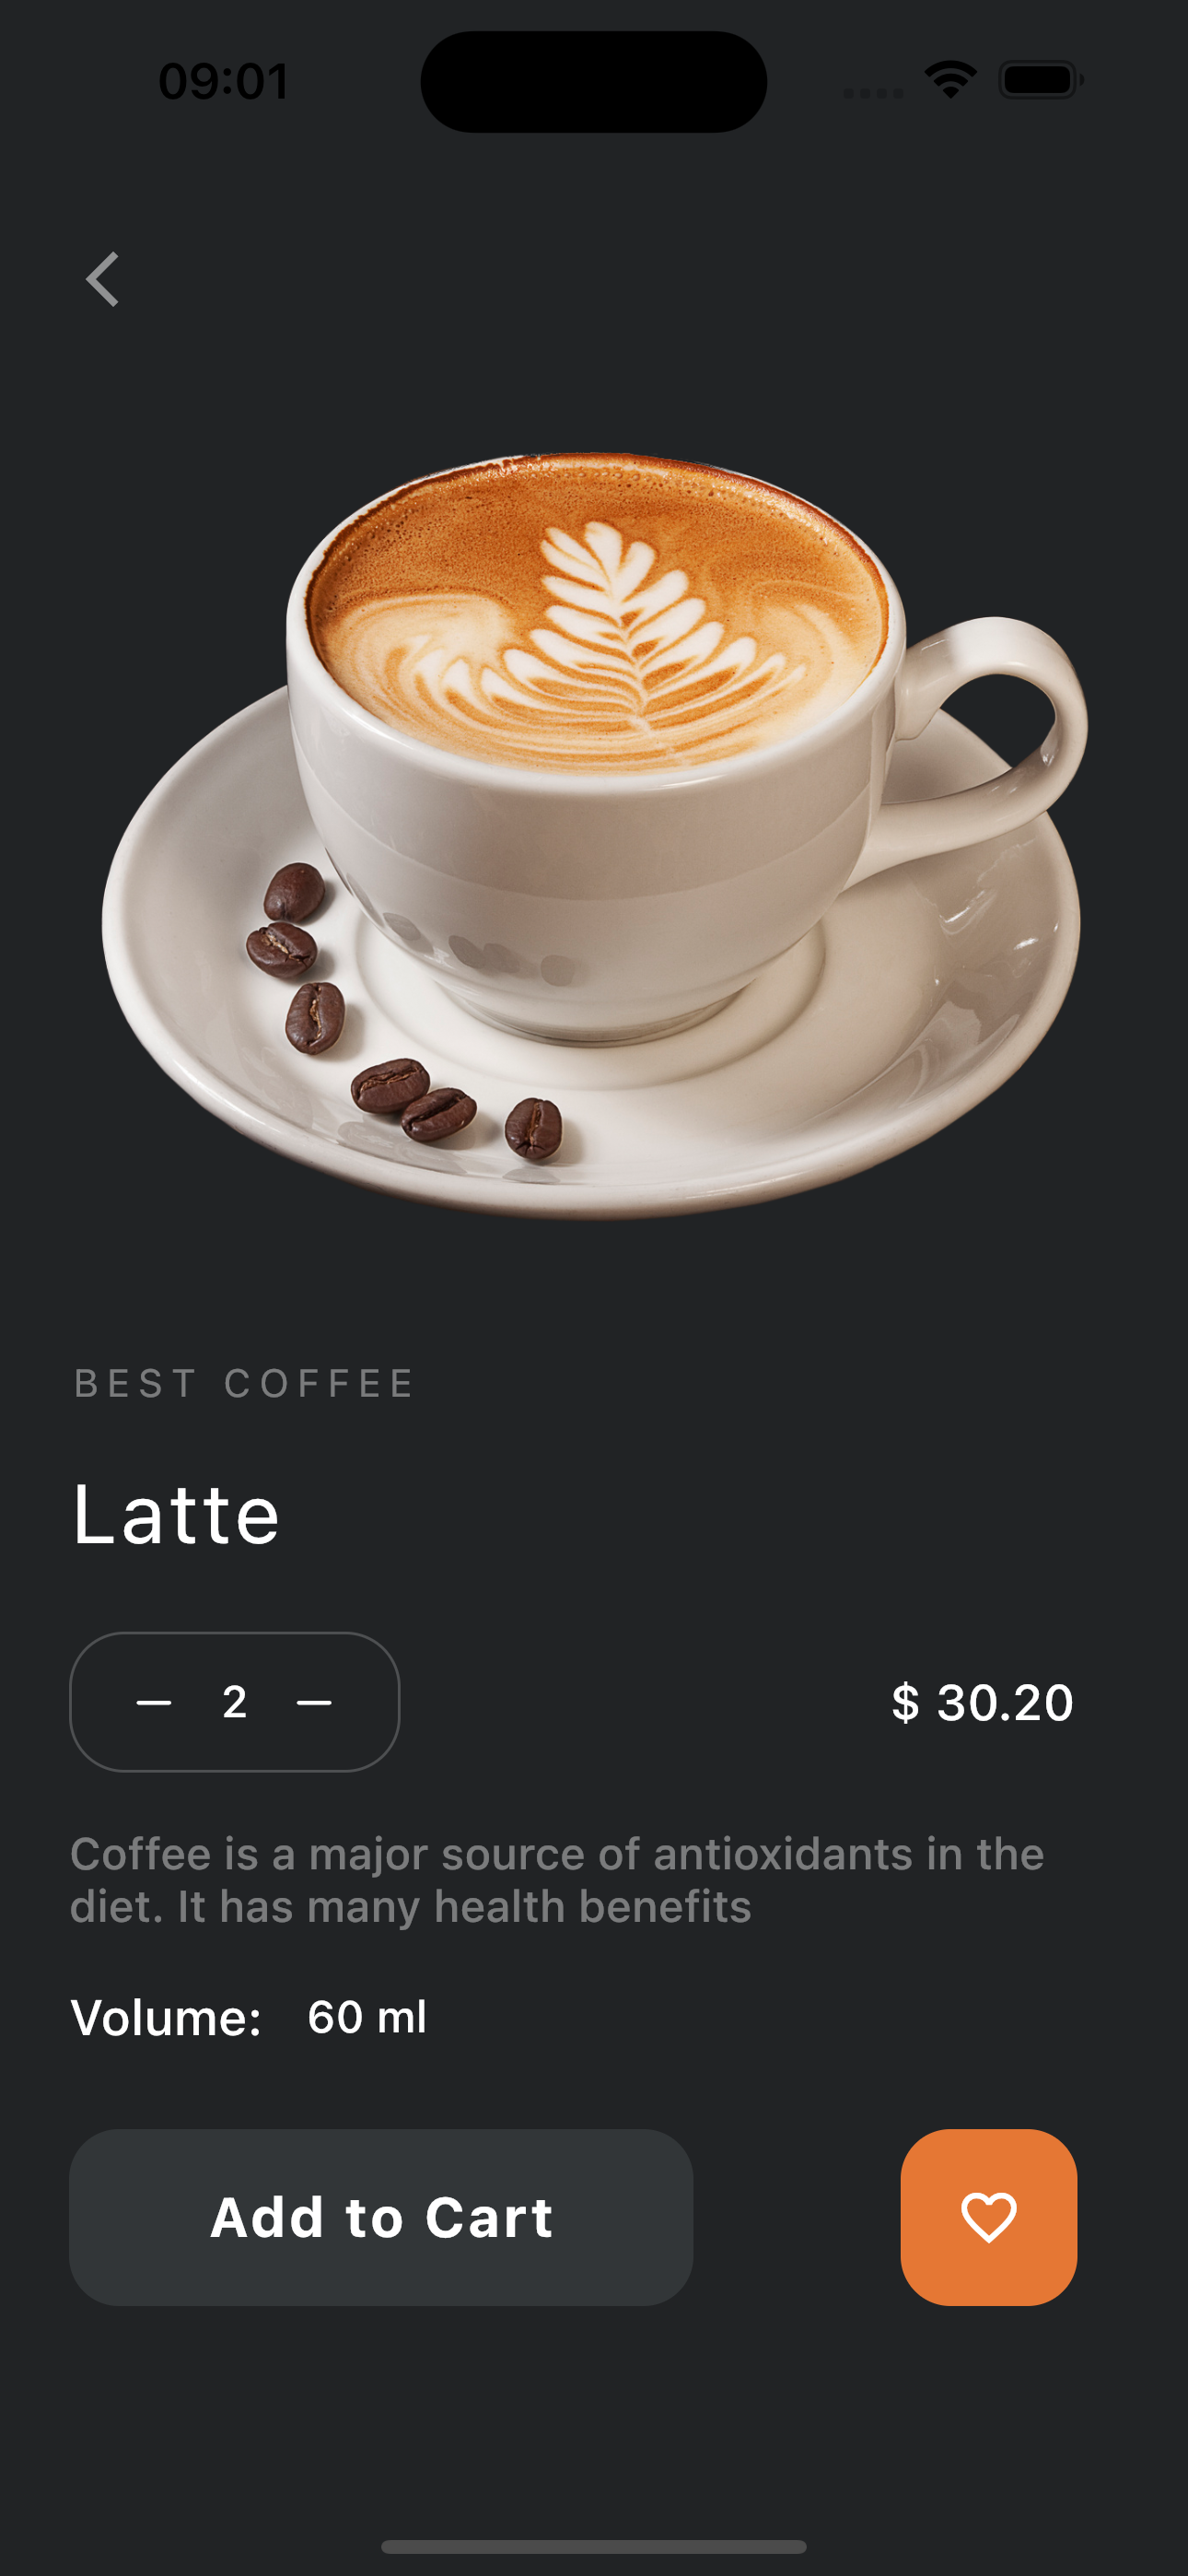 09:01
BEST COFFEE
Latte
2
$ 30.20
Coffee is a major source of antioxidants in the
diet. It has many health benefits
Volume: 60 ml
Add to Cart